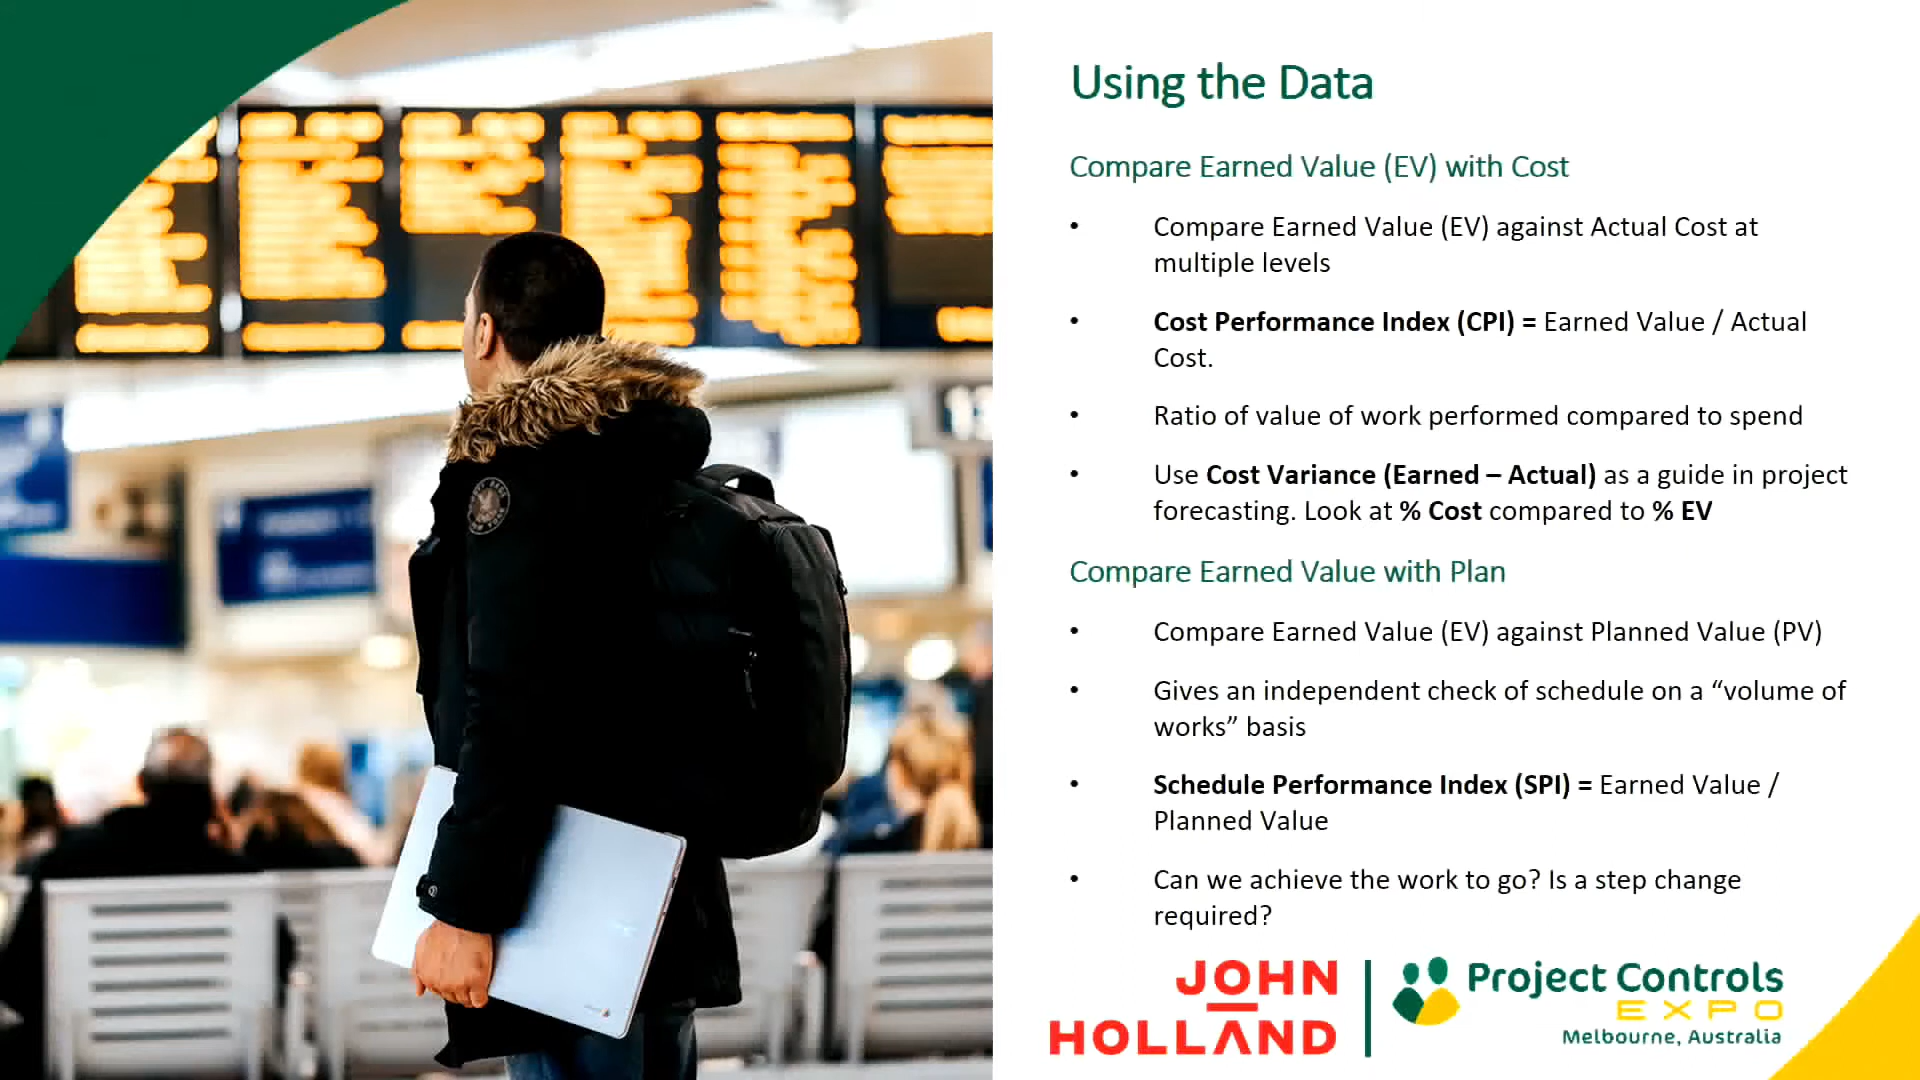 Using the Data
Compare Earned Value (EV) with Cost
• Compare Earned Value (EV) against Actual Cost at
multiple levels
• Cost Performance Index (CPI) = Earned Value / Actual
Cost.
• Ratio of value of work performed compared to spend
• Use Cost Variance (Earned – Actual) as a guide in project
forecasting. Look at % Cost compared to % EV
Compare Earned Value with Plan
• Compare Earned Value (EV) against Planned Value (PV)
• Gives an independent check of schedule on a “volume of
works” basis
• Schedule Performance Index (SPI) = Earned Value /
Planned Value
• Can we achieve the work to go? Is a step change
required?
JOHN
HOLLAND
Project Controls
EXPO
Melbourne, Australia